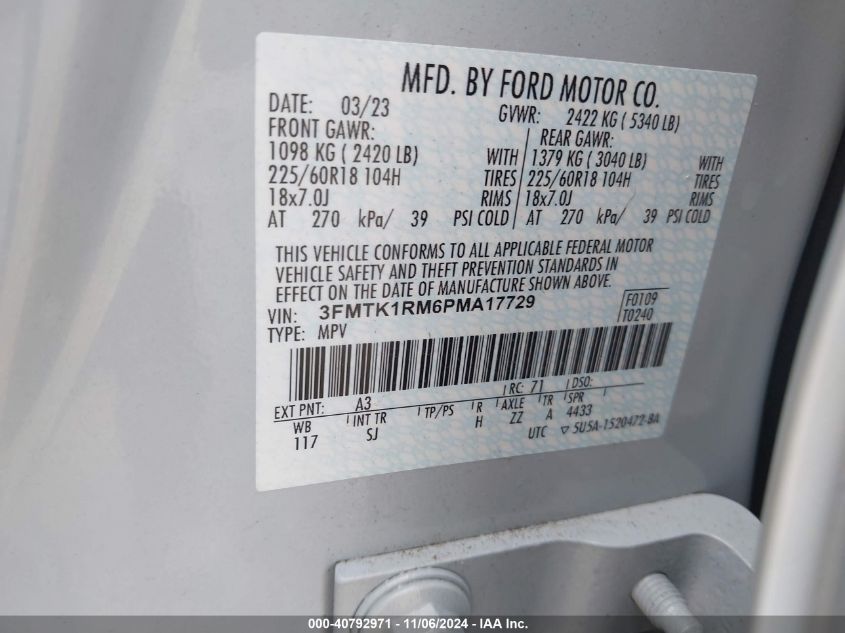 MFD. BY FORD MOTOR CO.
DATE: 03/23 GVWR: 2422 KG ( 5340 LB)
FRONT GAWR: REAR GAWR:
1098 KG ( 2420 LB) WITH 1379 KG ( 3040 LB) WITH
225/60R18 104H TIRES 225/60R18 104H TIRES
18x7.0J RIMS 18x7.0J RIMS
AT 270 kPa/ 39 PSI COLD AT 270 kPa/ 39 PSI COLD
THIS VEHICLE CONFORMS TO ALL APPLICABLE FEDERAL MOTOR
VEHICLE SAFETY AND THEFT PREVENTION STANDARDS IN
EFFECT ON THE DATE OF MANUFACTURE SHOWN ABOVE.
VIN: 3FMTK1RM6PMA17729 F0109
TYPE: MPV T0240
RC: 71 DSO:
EXT PNT: A3
WB INT TR TP/PS R AXLE TR SPR
117 SJ H ZZ A 4433
UTC ▽ 5U5A-1520472-BA
000-40792971 - 11/06/2024 - IAA Inc.